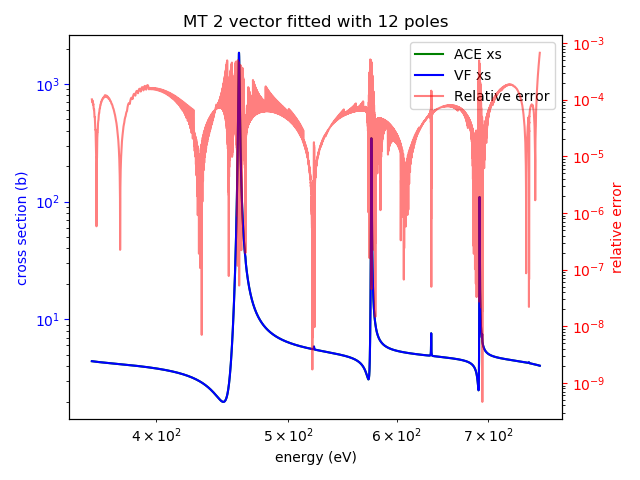 MT 2 vector fitted with 12 poles
ACE xs
VF xs
Relative error
10³
10²
10¹
cross section (b)
10⁻³
10⁻⁴
10⁻⁵
10⁻⁶
10⁻⁷
10⁻⁸
10⁻⁹
relative error
4 × 10² 5 × 10² 6 × 10² 7 × 10²
energy (eV)